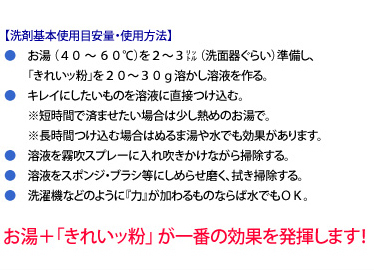 【洗剤基本使用目安量・使用方法】
● お湯（４０～６０℃）を２～３㍑（洗面器ぐらい）準備し、
「きれいッ粉」を２０～３０ｇ溶かし溶液を作る。
● キレイにしたいものを溶液に直接つけ込む。
※短時間で済ませたい場合は少し熱めのお湯で。
※長時間つけ込む場合はぬるま湯や水でも効果があります。
● 溶液を霧吹スプレーに入れ吹きかけながら掃除する。
● 溶液をスポンジ・ブラシ等にしめらせ磨く、拭き掃除する。
● 洗濯機などのように『力』が加わるものならば水でもＯＫ。
お湯＋「きれいッ粉」が一番の効果を発揮します！